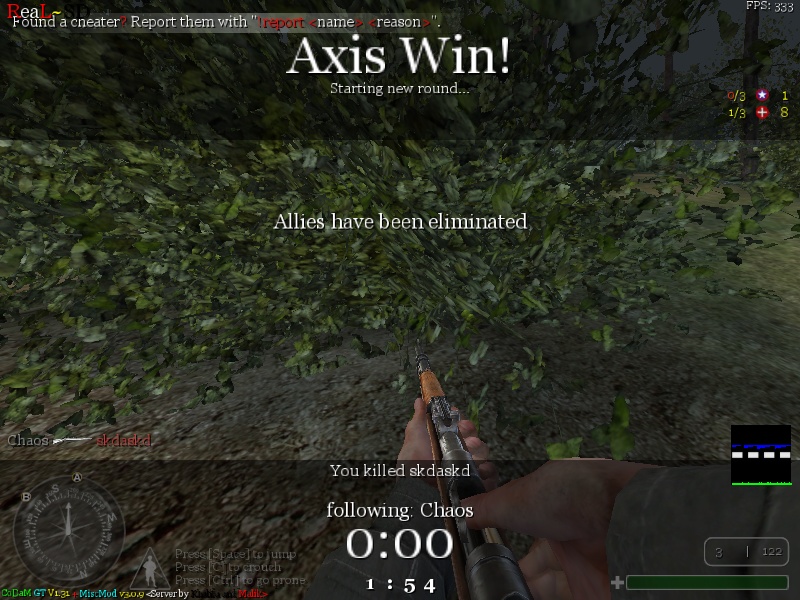 ReaL~
FPS: 333
Found a cheater? Report them with "!report <name> <reason>".
Axis Win!
Starting new round...
0/3 1
1/3 8
Allies have been eliminated
Chaos skdaskd
You killed skdaskd
following: Chaos
0:00
1 : 5 4
B S A
N
Press [Space] to jump
Press [C] to crouch
Press [Ctrl] to go prone
3 | 122
CoDaM GT V1.31 + MistMod v3.0.9 <Server by